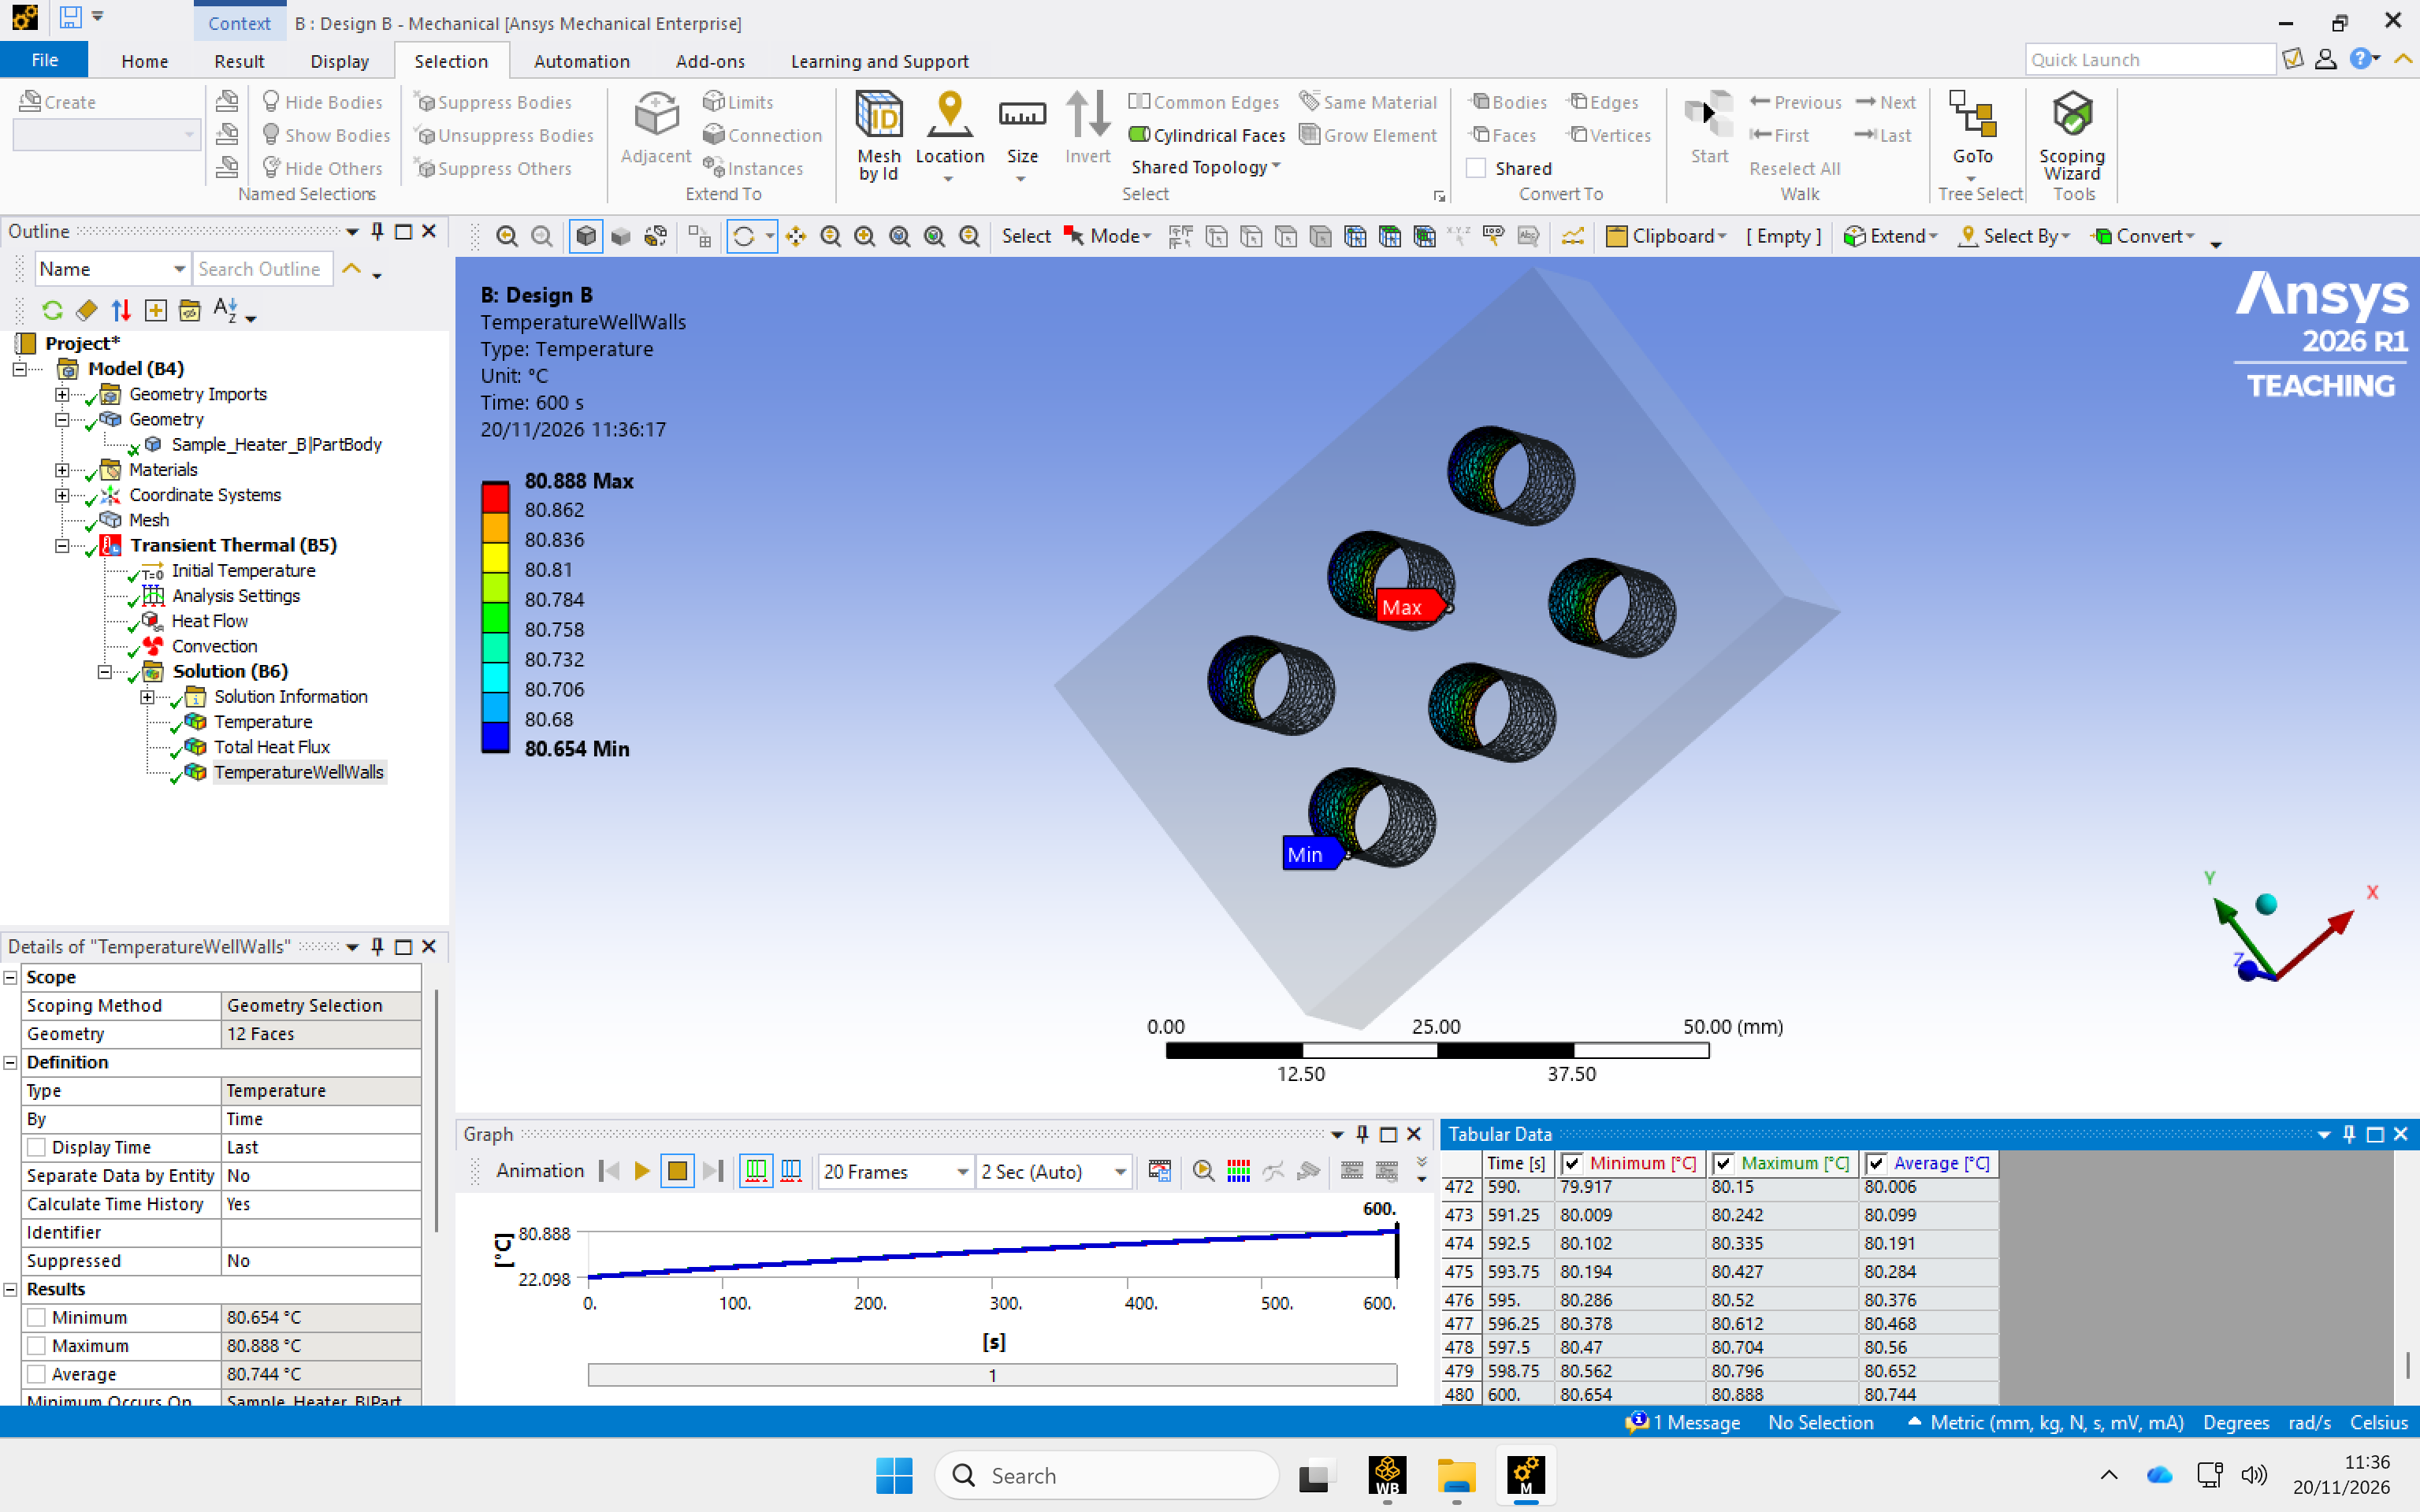 Context
B : Design B - Mechanical [Ansys Mechanical Enterprise]
File
Home
Result
Display
Selection
Automation
Add-ons
Learning and Support
Quick Launch
Create
Hide Bodies
Show Bodies
Hide Others
Suppress Bodies
Unsuppress Bodies
Suppress Others
Named Selections
Adjacent
Limits
Connection
Instances
Extend To
Mesh by Id
Location
Size
Invert
Common Edges
Cylindrical Faces
Shared Topology
Same Material
Grow Element
Select
Bodies
Edges
Faces
Vertices
Shared
Convert To
Start
Previous
Next
First
Last
Reselect All
Walk
GoTo
Tree Select
Scoping Wizard
Tools
Outline
Name
Search Outline
Select
Mode
Clipboard
[ Empty ]
Extend
Select By
Convert
Project*
Model (B4)
Geometry Imports
Geometry
Sample_Heater_B|PartBody
Materials
Coordinate Systems
Mesh
Transient Thermal (B5)
Initial Temperature
Analysis Settings
Heat Flow
Convection
Solution (B6)
Solution Information
Temperature
Total Heat Flux
TemperatureWellWalls
B: Design B
TemperatureWellWalls
Type: Temperature
Unit: °C
Time: 600 s
20/11/2026 11:36:17
80.888 Max
80.862
80.836
80.81
80.784
80.758
80.732
80.706
80.68
80.654 Min
Max
Min
Ansys
2026 R1
TEACHING
Y
X
Z
0.00
25.00
50.00 (mm)
12.50
37.50
Details of "TemperatureWellWalls"
Scope
Scoping Method
Geometry Selection
Geometry
12 Faces
Definition
Type
Temperature
By
Time
Display Time
Last
Separate Data by Entity
No
Calculate Time History
Yes
Identifier
Suppressed
No
Results
Minimum
80.654 °C
Maximum
80.888 °C
Average
80.744 °C
Minimum Occurs On
Sample_Heater_B|Part
Graph
Animation
20 Frames
2 Sec (Auto)
600.
80.888
[°C]
22.098
0.
100.
200.
300.
400.
500.
600.
[s]
1
Tabular Data
Time [s]
Minimum [°C]
Maximum [°C]
Average [°C]
472 590. 79.917 80.15 80.006
473 591.25 80.009 80.242 80.099
474 592.5 80.102 80.335 80.191
475 593.75 80.194 80.427 80.284
476 595. 80.286 80.52 80.376
477 596.25 80.378 80.612 80.468
478 597.5 80.47 80.704 80.56
479 598.75 80.562 80.796 80.652
480 600. 80.654 80.888 80.744
1 Message
No Selection
Metric (mm, kg, N, s, mV, mA)
Degrees
rad/s
Celsius
Search
WB
M
11:36
20/11/2026